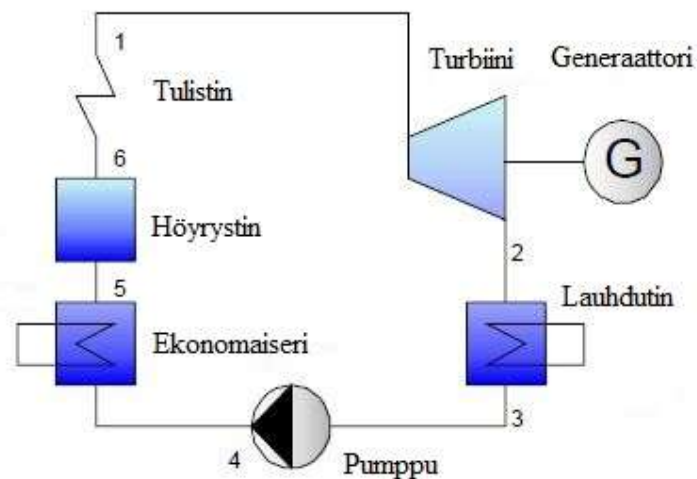 1
Turbiini
Generaattori
Tulistin
G
6
Höyrystin
2
5
Lauhdutin
Ekonomaiseri
3
4
Pumppu